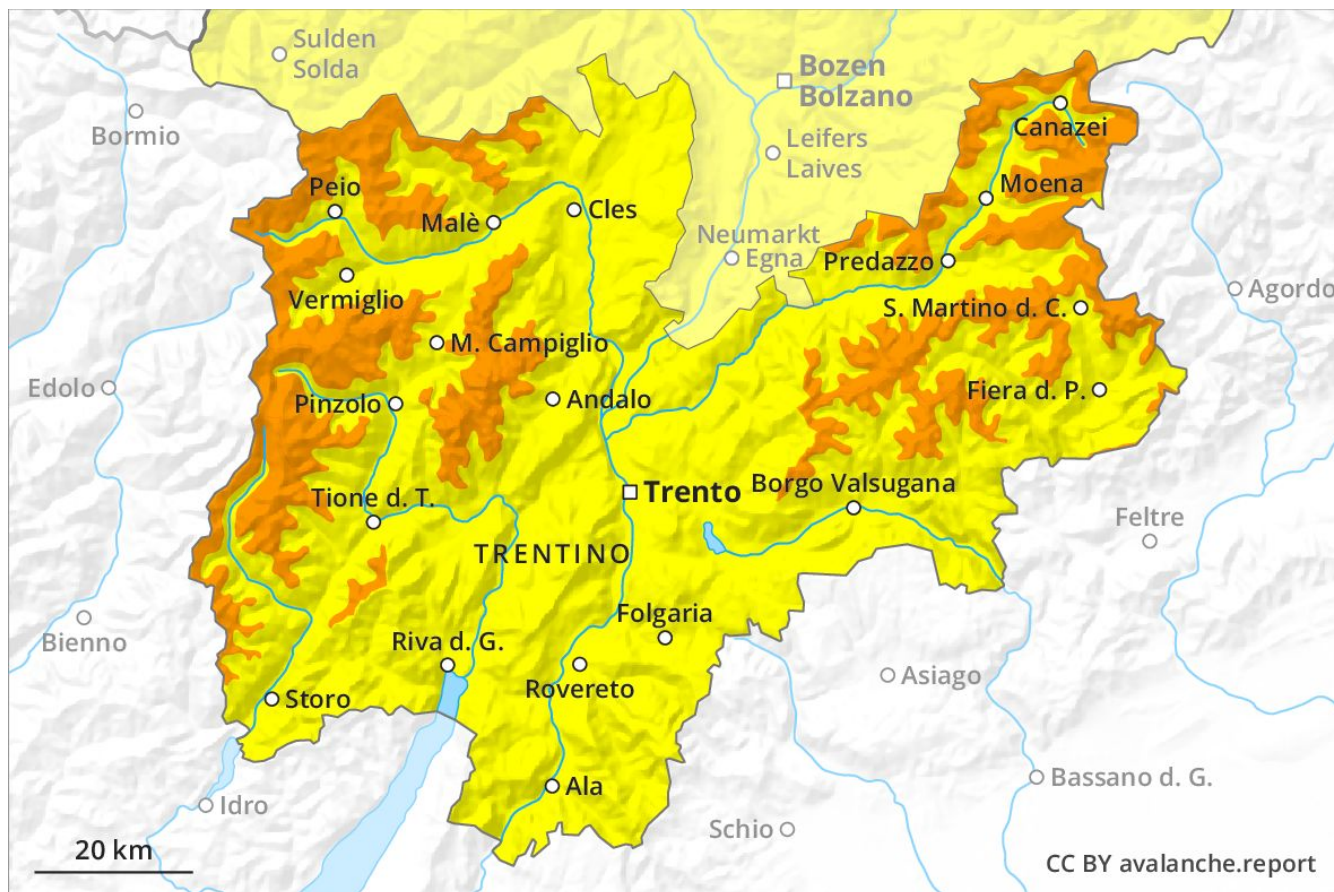 Sulden
Solda
Bozen
Bolzano
Bormio
Canazei
Leifers
Laives
Peio
Moena
Malè
Cles
Neumarkt
Egna
Predazzo
Vermiglio
Agordo
S. Martino d. C.
M. Campiglio
Edolo
Fiera d. P.
Pinzolo
Andalo
Borgo Valsugana
Trento
Tione d. T.
Feltre
TRENTINO
Folgaria
Bienno
Riva d. G.
Asiago
Rovereto
Storo
Bassano d. G.
Ala
Idro
Schio
20 km
CC BY avalanche.report